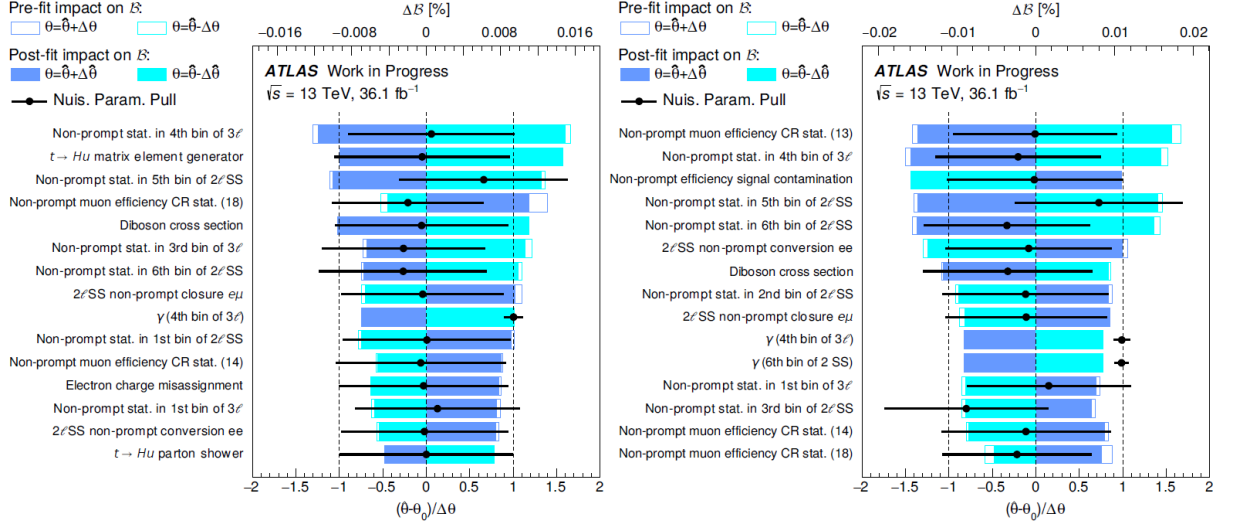 Pre-fit impact on ℬ:
θ=θ̂+Δθ θ=θ̂-Δθ
Post-fit impact on ℬ:
θ=θ̂+Δθ̂ θ=θ̂-Δθ̂
Nuis. Param. Pull
Δℬ [%]
−0.016 −0.008 0 0.008 0.016
ATLAS Work in Progress
√s = 13 TeV, 36.1 fb⁻¹
Non-prompt stat. in 4th bin of 3ℓ
t→ Hu matrix element generator
Non-prompt stat. in 5th bin of 2ℓSS
Non-prompt muon efficiency CR stat. (18)
Diboson cross section
Non-prompt stat. in 3rd bin of 3ℓ
Non-prompt stat. in 6th bin of 2ℓSS
2ℓSS non-prompt closure eμ
γ (4th bin of 3ℓ)
Non-prompt stat. in 1st bin of 2ℓSS
Non-prompt muon efficiency CR stat. (14)
Electron charge misassignment
Non-prompt stat. in 1st bin of 3ℓ
2ℓSS non-prompt conversion ee
t→ Hu parton shower
−2 −1.5 −1 −0.5 0 0.5 1 1.5 2
(θ̂-θ₀)/Δθ
Pre-fit impact on ℬ:
θ=θ̂+Δθ θ=θ̂-Δθ
Post-fit impact on ℬ:
θ=θ̂+Δθ̂ θ=θ̂-Δθ̂
Nuis. Param. Pull
Δℬ [%]
−0.02 −0.01 0 0.01 0.02
ATLAS Work in Progress
√s = 13 TeV, 36.1 fb⁻¹
Non-prompt muon efficiency CR stat. (13)
Non-prompt stat. in 4th bin of 3ℓ
Non-prompt efficiency signal contamination
Non-prompt stat. in 5th bin of 2ℓSS
Non-prompt stat. in 6th bin of 2ℓSS
2ℓSS non-prompt conversion ee
Diboson cross section
Non-prompt stat. in 2nd bin of 2ℓSS
2ℓSS non-prompt closure eμ
γ (4th bin of 3ℓ)
γ (6th bin of 2 SS)
Non-prompt stat. in 1st bin of 3ℓ
Non-prompt stat. in 3rd bin of 2ℓSS
Non-prompt muon efficiency CR stat. (14)
Non-prompt muon efficiency CR stat. (18)
−2 −1.5 −1 −0.5 0 0.5 1 1.5 2
(θ̂-θ₀)/Δθ